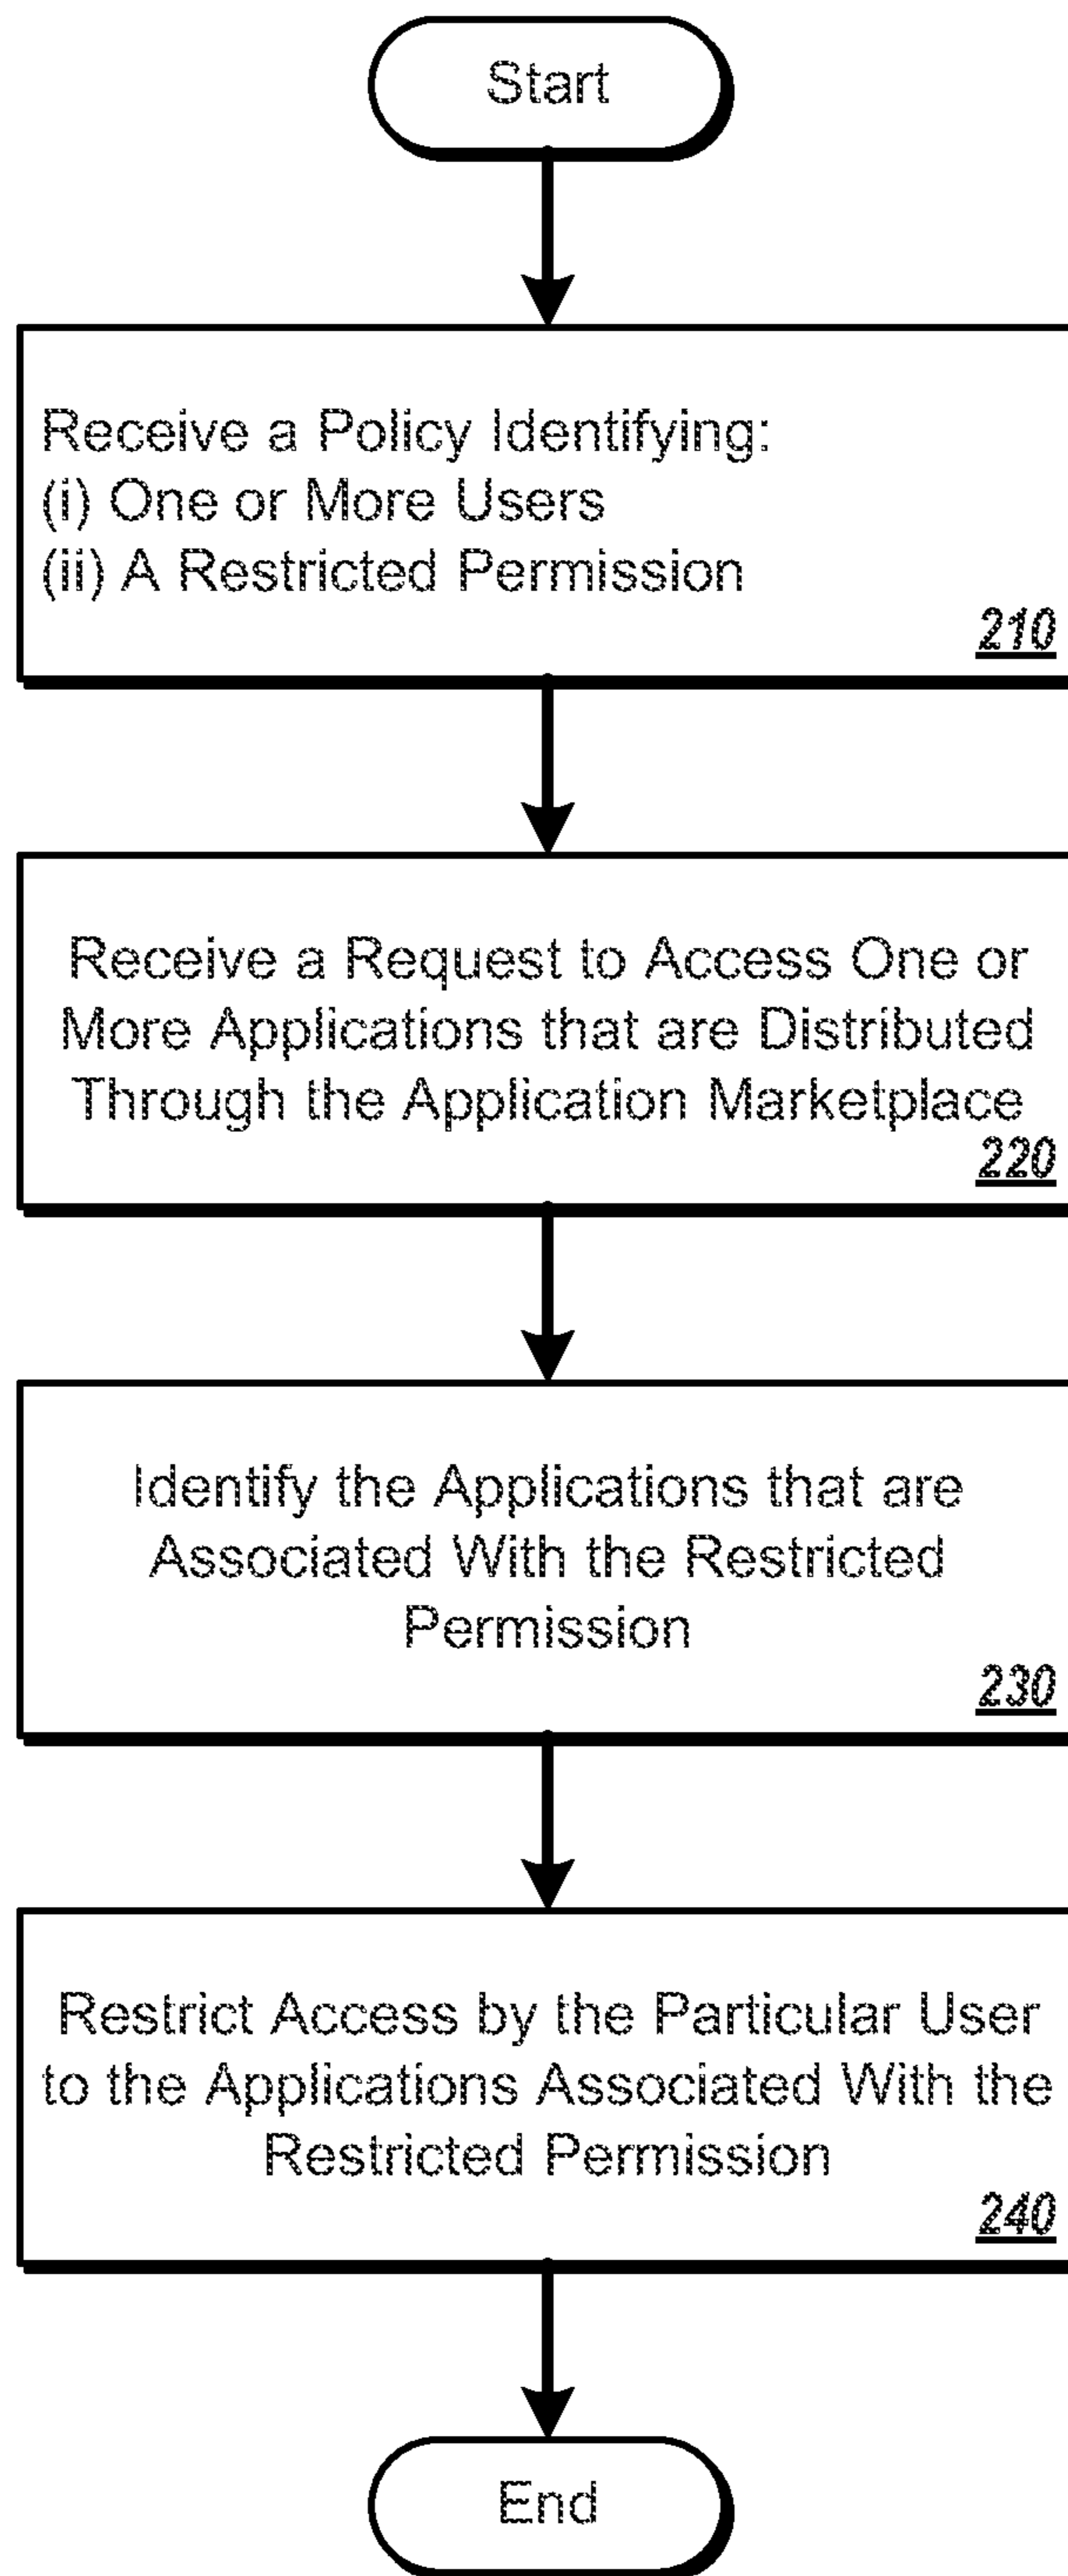 Start
Receive a Policy Identifying:
(i) One or More Users
(ii) A Restricted Permission
210
Receive a Request to Access One or
More Applications that are Distributed
Through the Application Marketplace
220
Identify the Applications that are
Associated With the Restricted
Permission
230
Restrict Access by the Particular User
to the Applications Associated With the
Restricted Permission
240
End